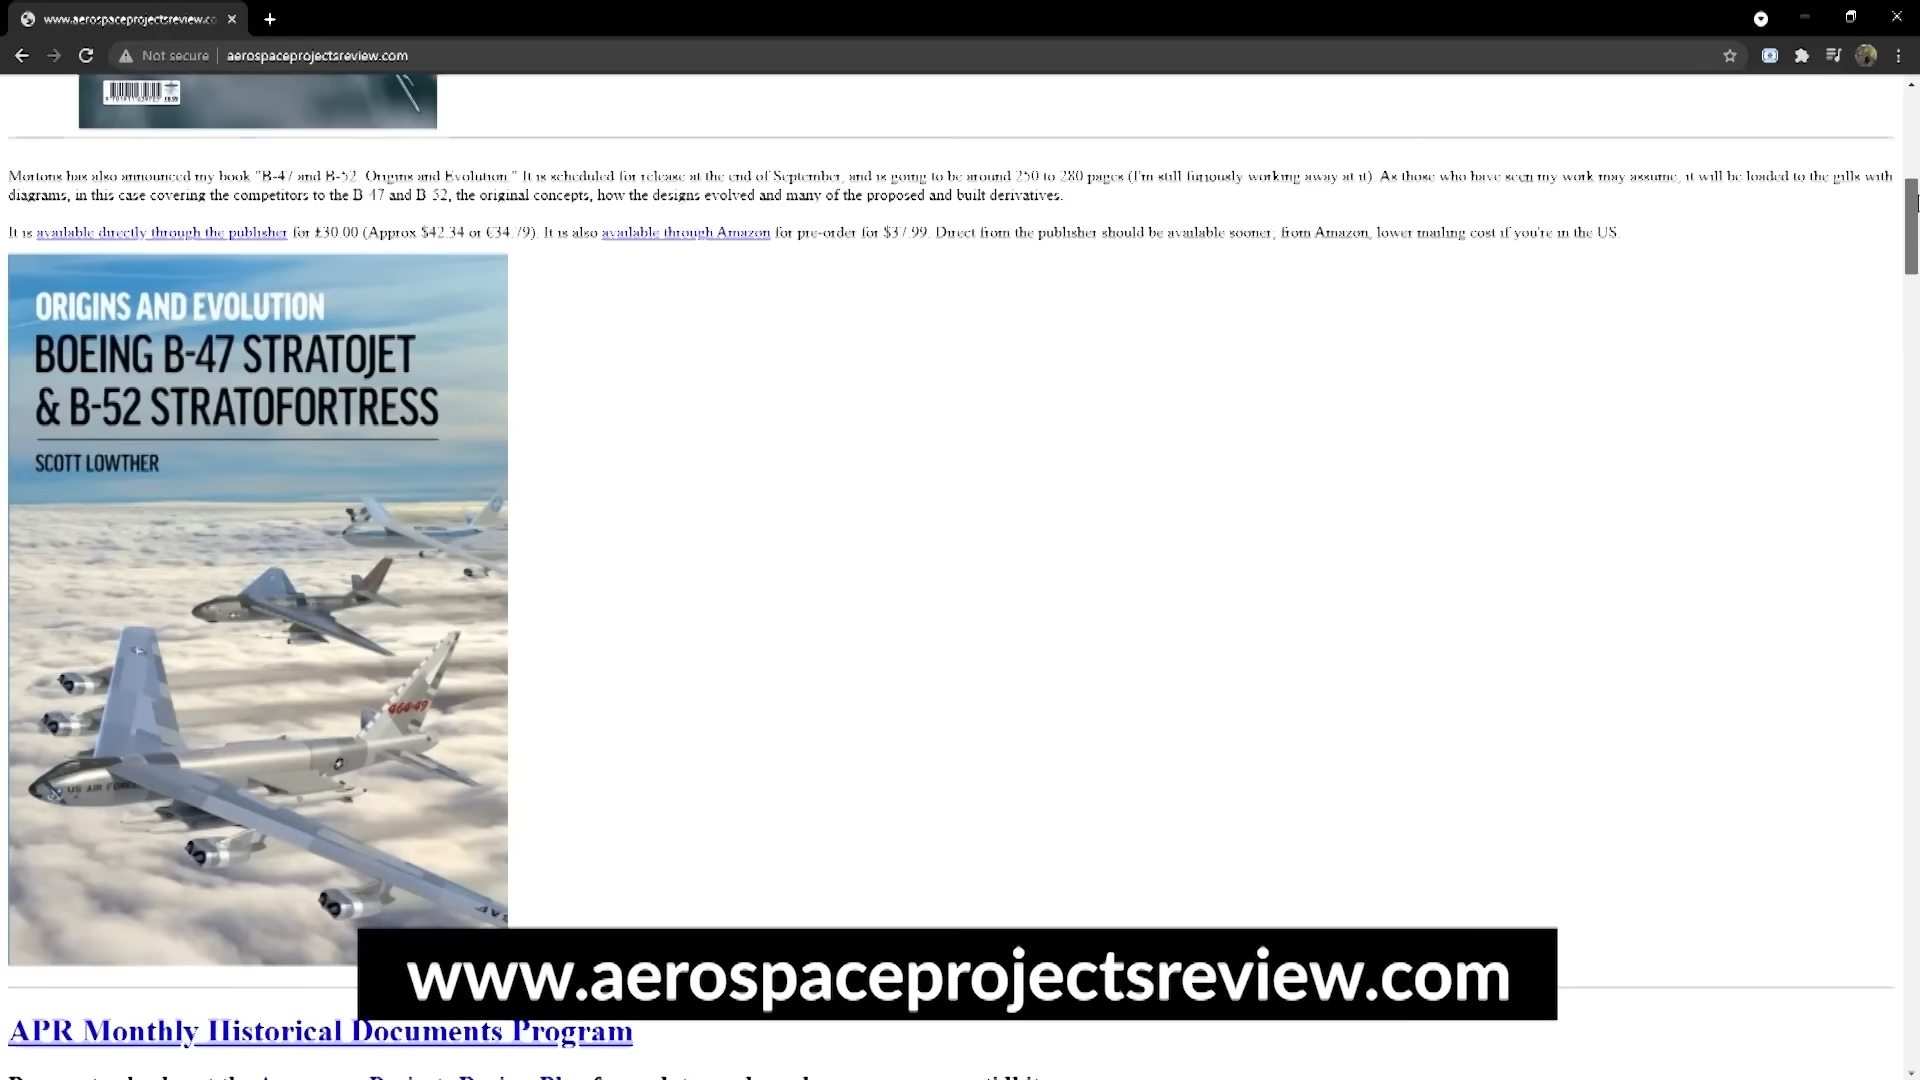 www.aerospaceprojectsreview.co
Not secure
aerospaceprojectsreview.com
Mortons has also announced my book "B-47 and B-52: Origins and Evolution." It is scheduled for release at the end of September, and is going to be around 250 to 280 pages (I'm still furiously working away at it). As those who have seen my work may assume, it will be loaded to the gills with
diagrams, in this case covering the competitors to the B-47 and B-52, the original concepts, how the designs evolved and many of the proposed and built derivatives.
It is available directly through the publisher for £30.00 (Approx $42.34 or €34.79). It is also available through Amazon for pre-order for $37.99. Direct from the publisher should be available sooner; from Amazon, lower mailing cost if you're in the US.
ORIGINS AND EVOLUTION
BOEING B-47 STRATOJET
& B-52 STRATOFORTRESS
SCOTT LOWTHER
464-49
US AIR FORCE
www.aerospaceprojectsreview.com
APR Monthly Historical Documents Program